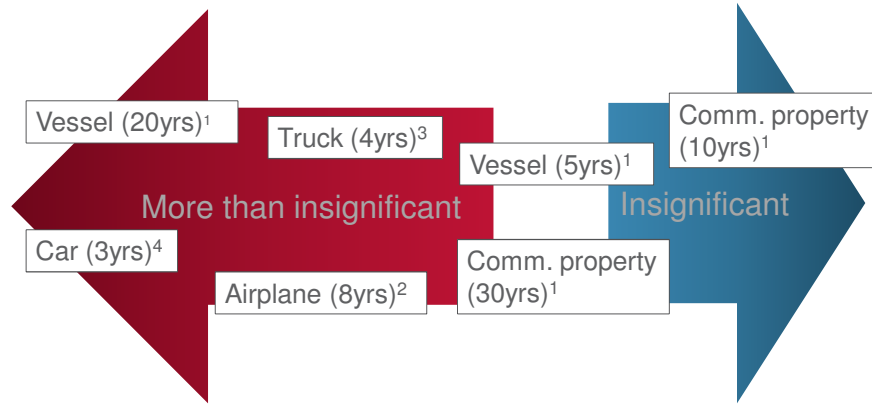 Comm. property
(10yrs)¹
Vessel (20yrs)¹
Truck (4yrs)³
Vessel (5yrs)¹
More than insignificant
Insignificant
Car (3yrs)⁴
Comm. property
(30yrs)¹
Airplane (8yrs)²